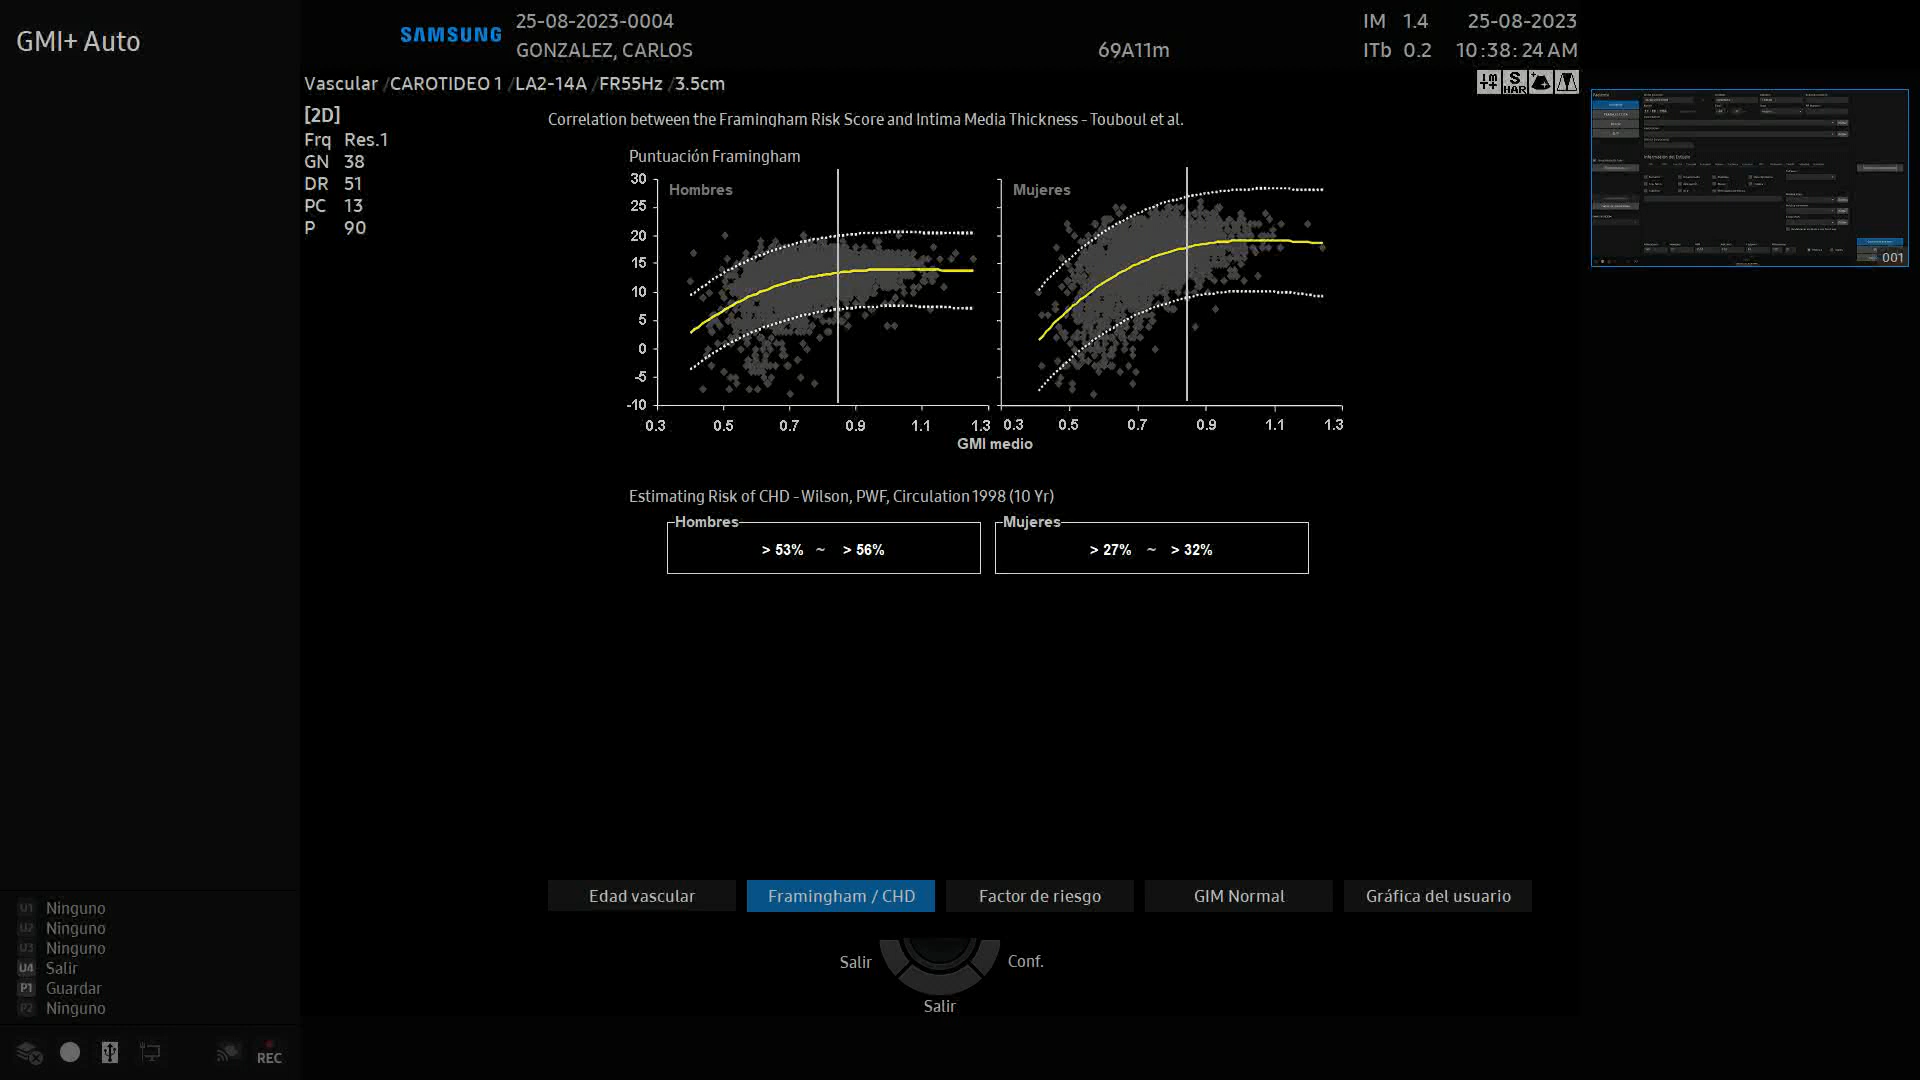 GMI+ Auto
SAMSUNG
25-08-2023-0004
GONZALEZ, CARLOS
69A11m
IM 1.4
ITb 0.2
25-08-2023
10:38:24 AM
Vascular /CAROTIDEO 1 /LA2-14A /FR55Hz /3.5cm
[2D]
Frq Res.1
GN 38
DR 51
PC 13
P 90
Correlation between the Framingham Risk Score and Intima Media Thickness - Touboul et al.
Puntuación Framingham
Hombres
30
25
20
15
10
5
0
-5
-10
0.3 0.5 0.7 0.9 1.1 1.3
Mujeres
0.3 0.5 0.7 0.9 1.1 1.3
GMI medio
Estimating Risk of CHD - Wilson, PWF, Circulation 1998 (10 Yr)
Hombres
> 53% ~ > 56%
Mujeres
> 27% ~ > 32%
S
HAR
001
Edad vascular
Framingham / CHD
Factor de riesgo
GIM Normal
Gráfica del usuario
Salir
Conf.
Salir
U1 Ninguno
U2 Ninguno
U3 Ninguno
U4 Salir
P1 Guardar
P2 Ninguno
REC